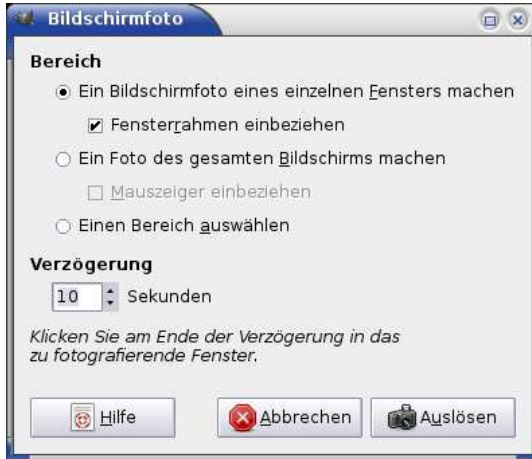 Bildschirmfoto
Bereich
Ein Bildschirmfoto eines einzelnen Fensters machen
Fensterrahmen einbeziehen
Ein Foto des gesamten Bildschirms machen
Mauszeiger einbeziehen
Einen Bereich auswählen
Verzögerung
10 Sekunden
Klicken Sie am Ende der Verzögerung in das
zu fotografierende Fenster.
Hilfe Abbrechen Auslösen